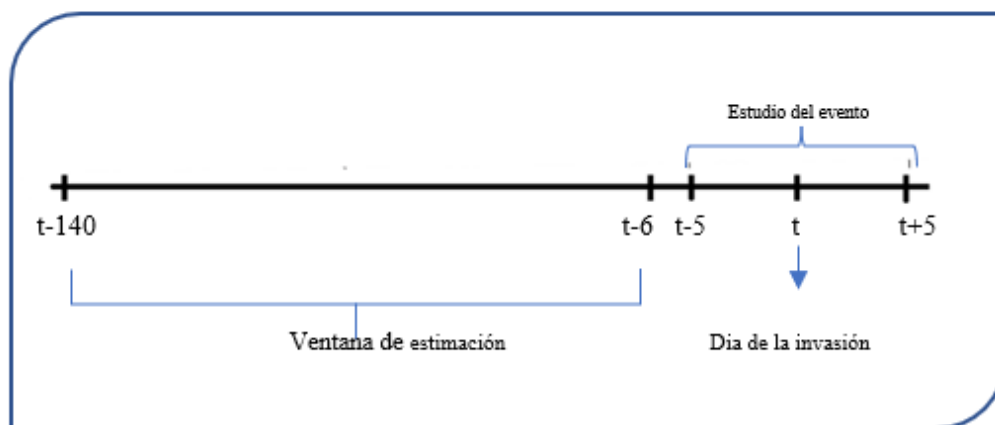 Estudio del evento
t-140
t-6
t-5
t
t+5
Ventana de estimación
Dia de la invasión